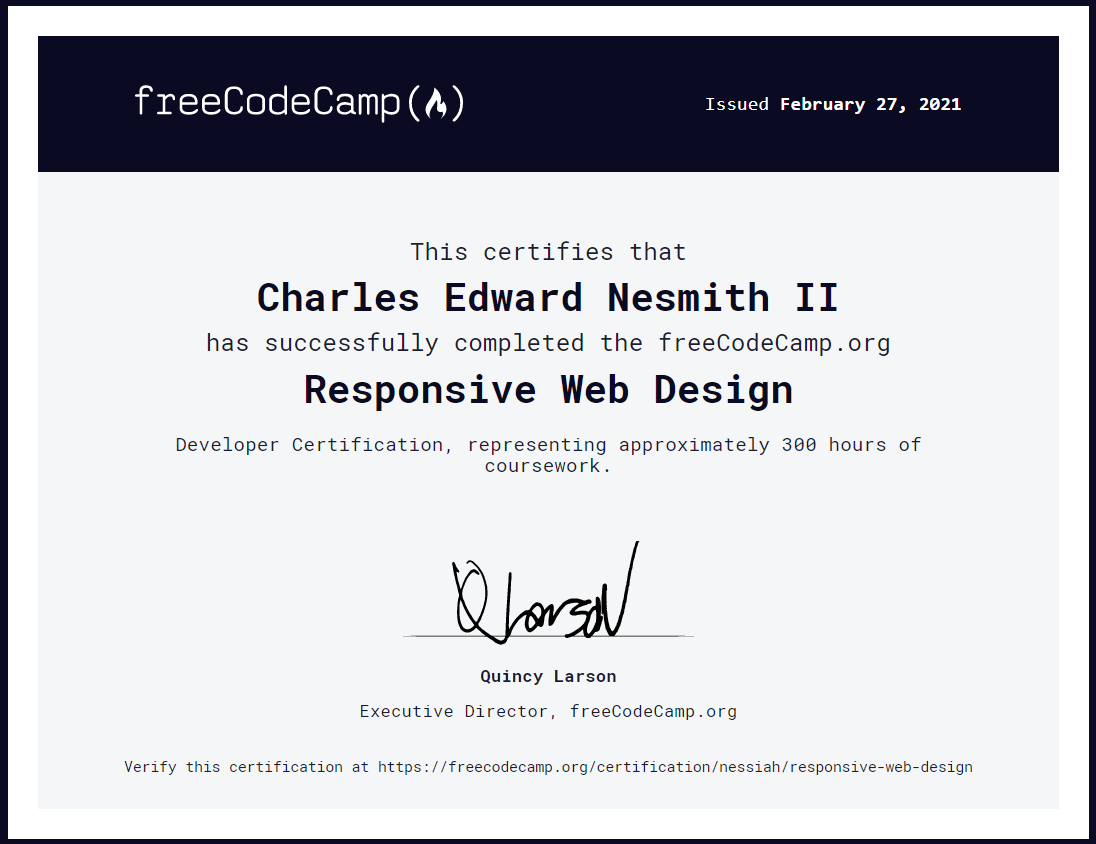 freeCodeCamp(🔥)
Issued February 27, 2021
This certifies that
Charles Edward Nesmith II
has successfully completed the freeCodeCamp.org
Responsive Web Design
Developer Certification, representing approximately 300 hours of
coursework.
Q Larson
Quincy Larson
Executive Director, freeCodeCamp.org
Verify this certification at https://freecodecamp.org/certification/nessiah/responsive-web-design